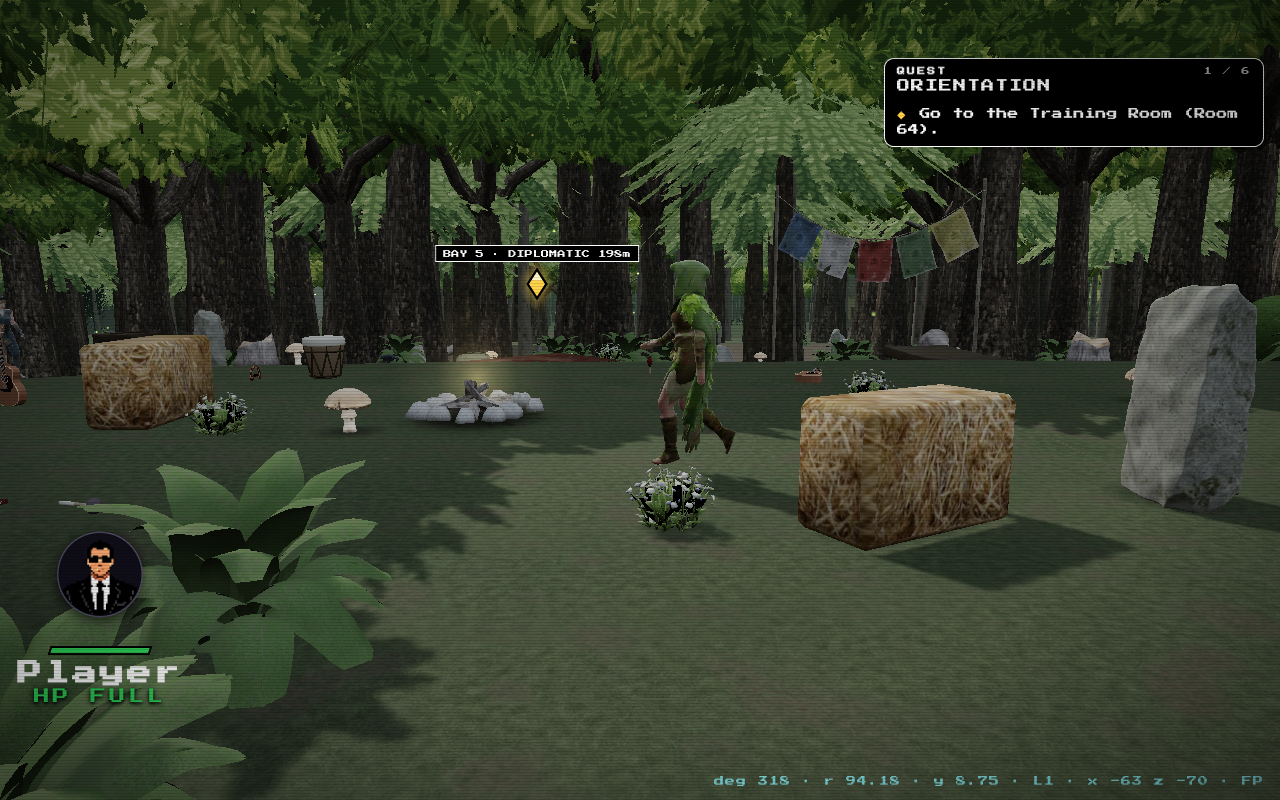 QUEST 1 / 6
ORIENTATION
◆ Go to the Training Room (Room
64).
BAY 5 · DIPLOMATIC 198m
Player
HP FULL
deg 318 · r 94.18 · y 8.75 · L1 · x -63 z -70 · FP